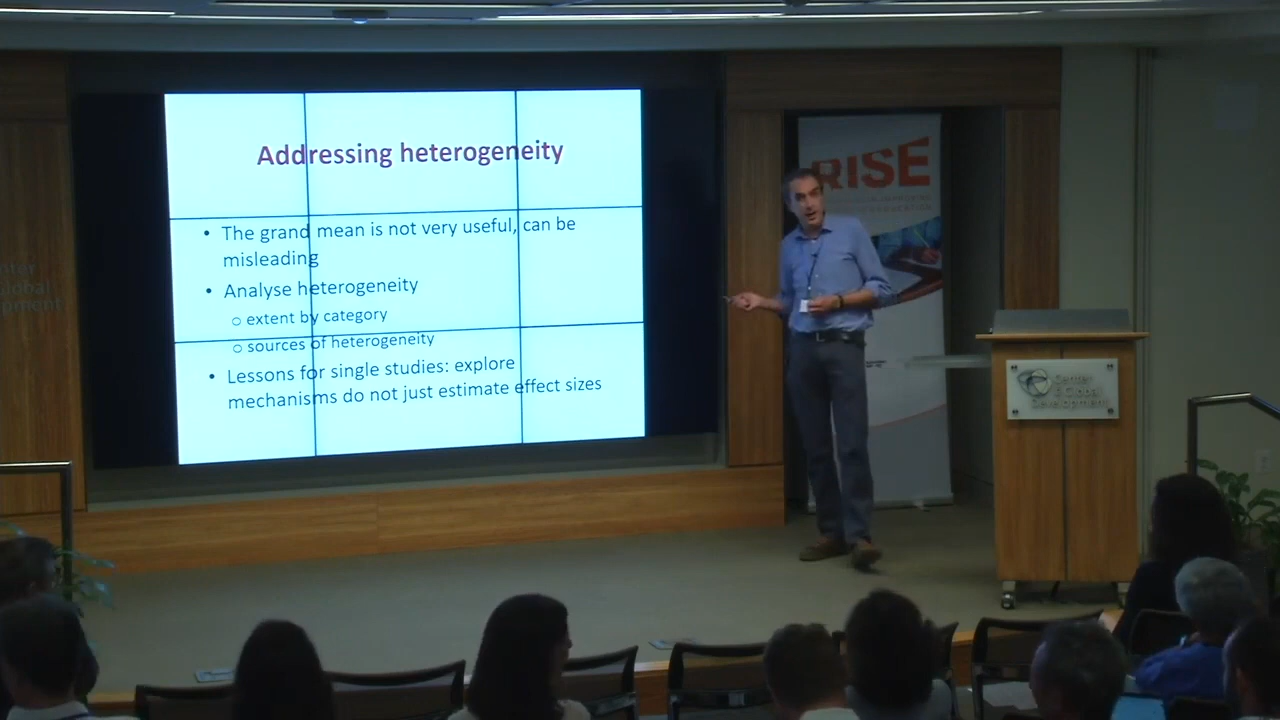 Addressing heterogeneity
• The grand mean is not very useful, can be
misleading
• Analyse heterogeneity
○ extent by category
○ sources of heterogeneity
• Lessons for single studies: explore
mechanisms do not just estimate effect sizes
RISE
Center
Global
Development